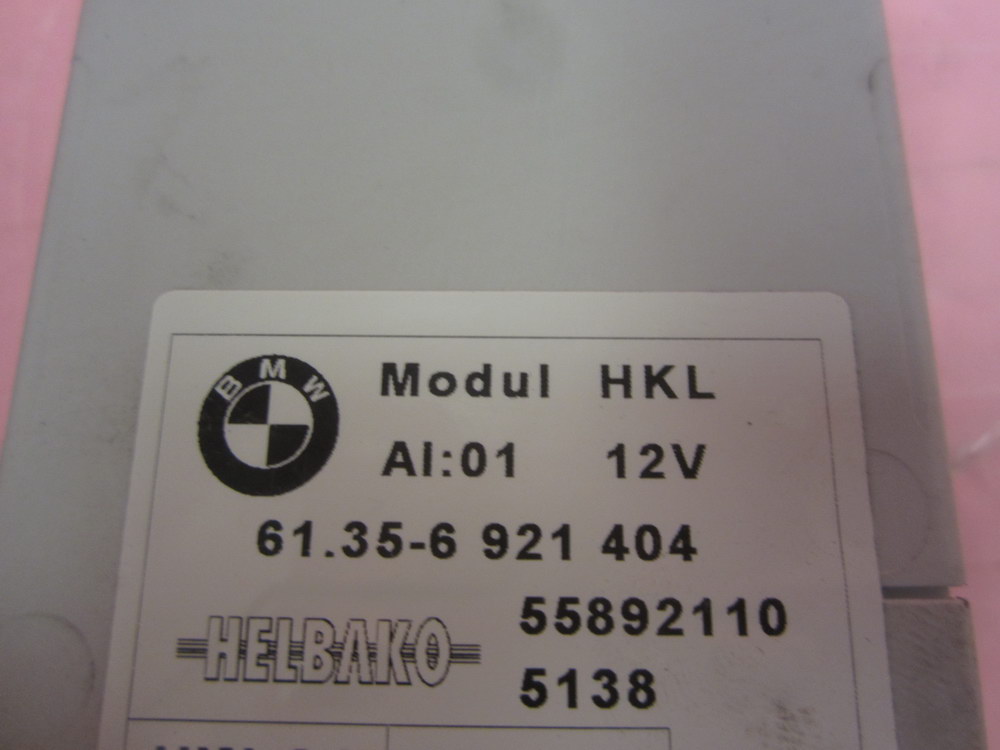 BMW
Modul HKL
AI:01 12V
61.35-6 921 404
HELBAKO
55892110
5138